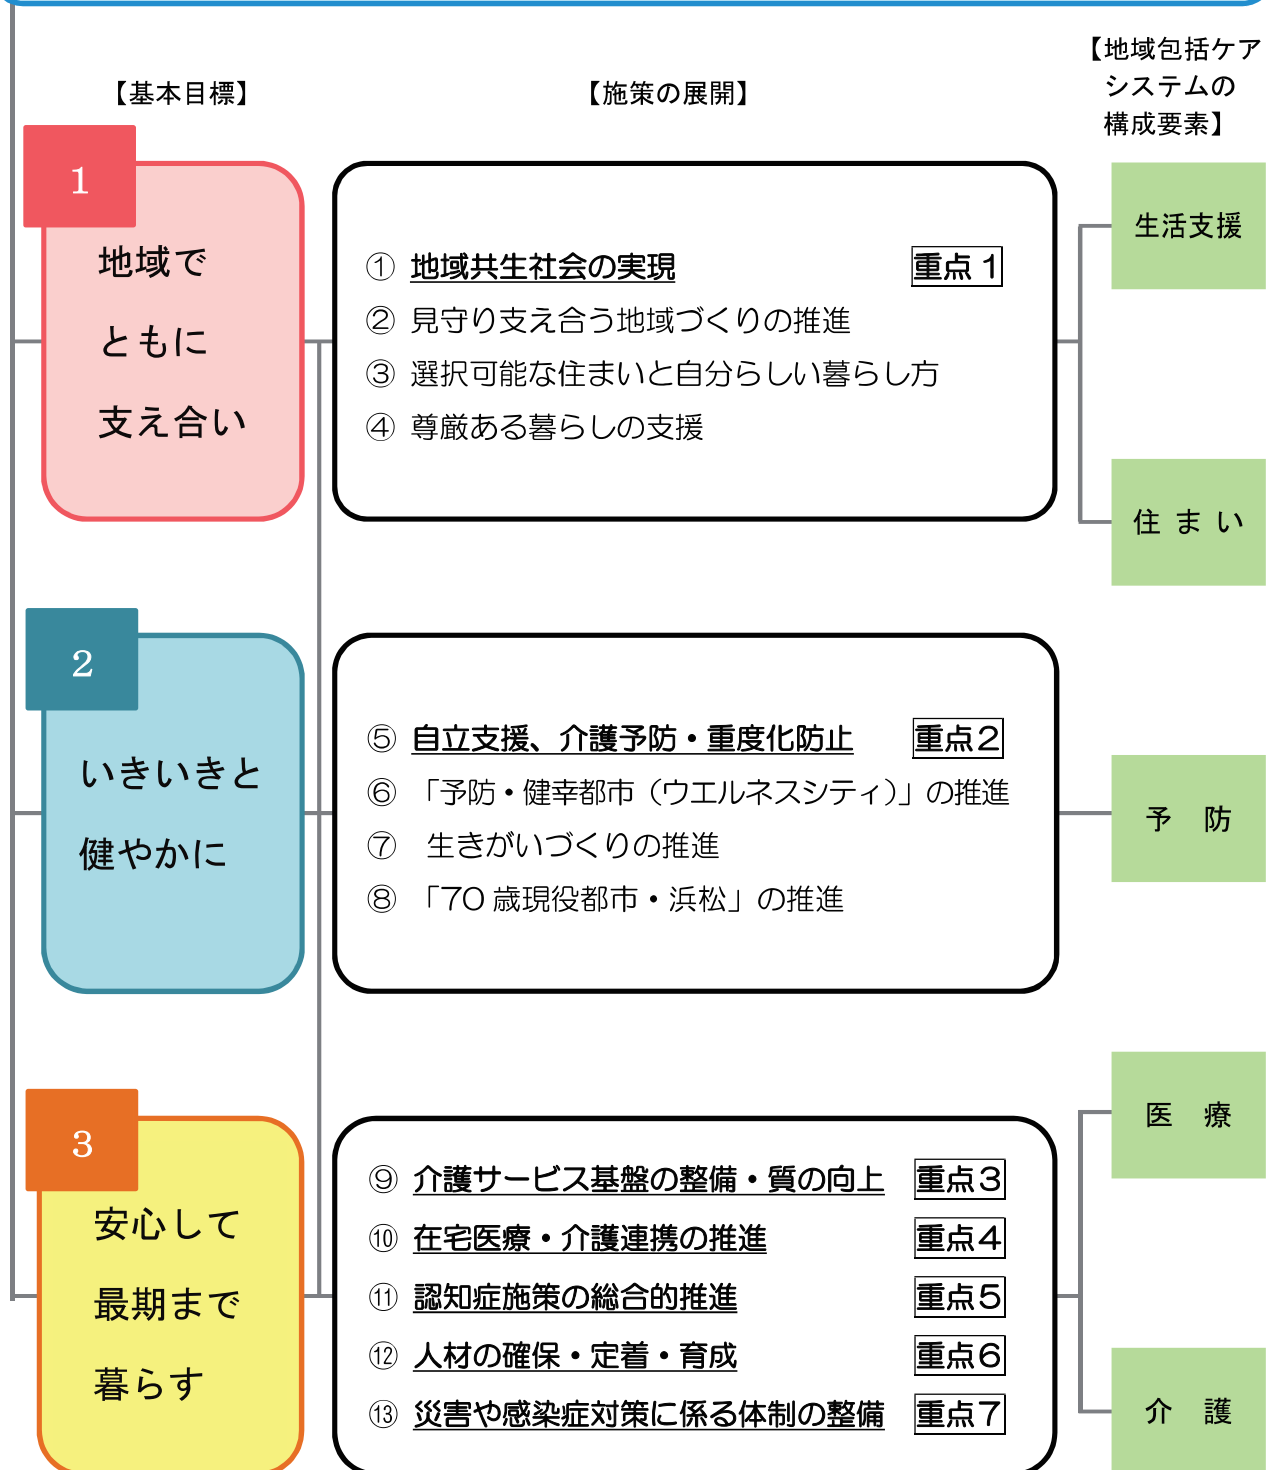 【基本目標】
【施策の展開】
【地域包括ケア
システムの
構成要素】
1
地域で
ともに
支え合い
① 地域共生社会の実現 重点1
② 見守り支え合う地域づくりの推進
③ 選択可能な住まいと自分らしい暮らし方
④ 尊厳ある暮らしの支援
生活支援
住まい
2
いきいきと
健やかに
⑤ 自立支援、介護予防・重度化防止 重点2
⑥ 「予防・健幸都市（ウエルネスシティ）」の推進
⑦ 生きがいづくりの推進
⑧ 「70歳現役都市・浜松」の推進
予 防
3
安心して
最期まで
暮らす
⑨ 介護サービス基盤の整備・質の向上 重点3
⑩ 在宅医療・介護連携の推進 重点4
⑪ 認知症施策の総合的推進 重点5
⑫ 人材の確保・定着・育成 重点6
⑬ 災害や感染症対策に係る体制の整備 重点7
医 療
介 護